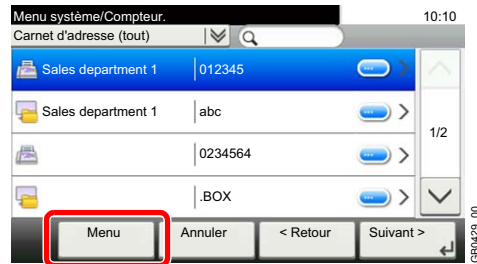 Menu système/Compteur.
10:10
Carnet d'adresse (tout)
Sales department 1 012345
Sales department 1 abc
0234564
.BOX
1/2
Menu Annuler < Retour Suivant >
GB0429_00